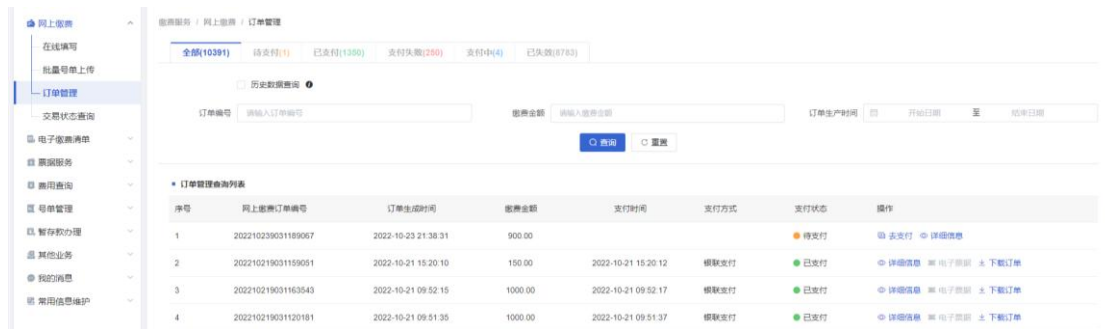 网上缴费
在线填写
批量号单上传
订单管理
交易状态查询
电子缴费清单
票据服务
费用查询
号单管理
暂存款办理
其他业务
我的消息
常用信息维护
缴费服务 / 网上缴费 / 订单管理
全部(10391) 待支付(1) 已支付(1350) 支付失败(250) 支付中(4) 已失效(8783)
历史数据查询
订单编号 请输入订单编号 缴费金额 请输入缴费金额 订单生产时间 开始日期 至 结束日期
查询 重置
订单管理查询列表
序号 网上缴费订单编号 订单生成时间 缴费金额 支付时间 支付方式 支付状态 操作
1 202210239031189067 2022-10-23 21:38:31 900.00 待支付 去支付 详细信息
2 202210219031159051 2022-10-21 15:20:10 150.00 2022-10-21 15:20:12 银联支付 已支付 详细信息 电子票据 下载订单
3 202210219031163543 2022-10-21 09:52:15 1000.00 2022-10-21 09:52:17 银联支付 已支付 详细信息 电子票据 下载订单
4 202210219031120181 2022-10-21 09:51:35 1000.00 2022-10-21 09:51:37 银联支付 已支付 详细信息 电子票据 下载订单